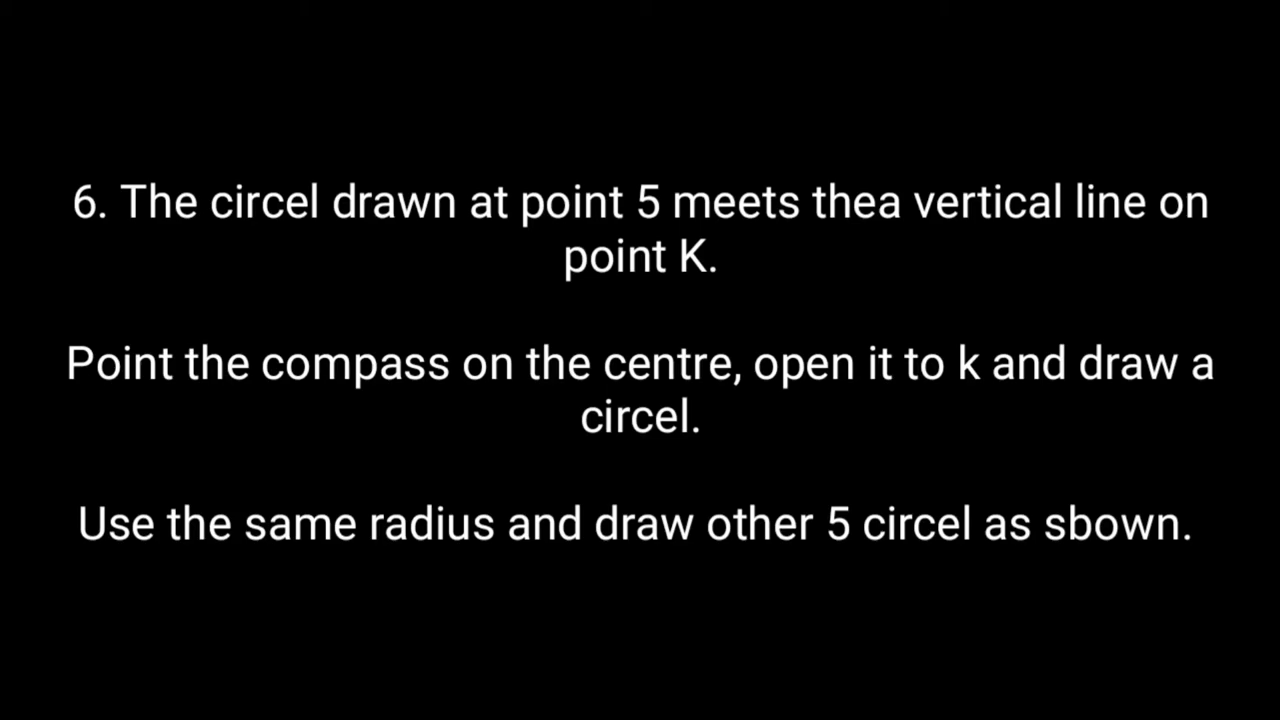 6. The circel drawn at point 5 meets thea vertical line on
point K.
Point the compass on the centre, open it to k and draw a
circel.
Use the same radius and draw other 5 circel as sbown.